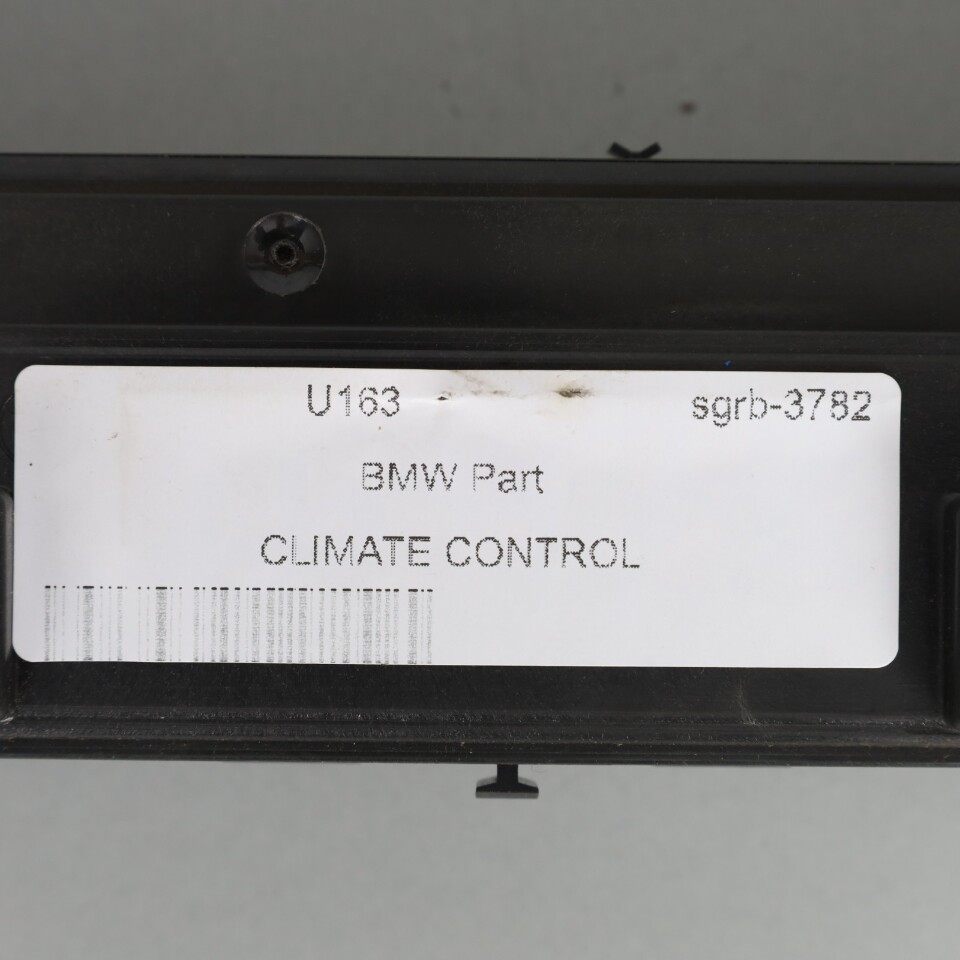 U163 sgrb-3782
BMW Part
CLIMATE CONTROL